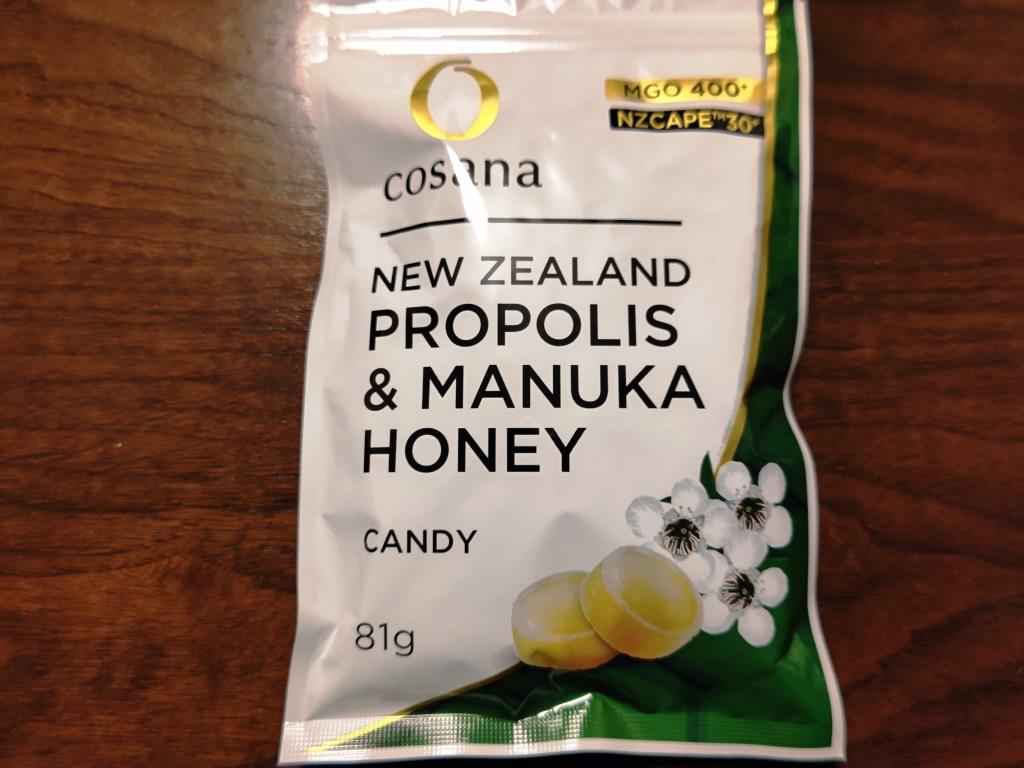 MGO 400+
NZCAPE™30+
cosana
NEW ZEALAND
PROPOLIS
& MANUKA
HONEY
CANDY
81g